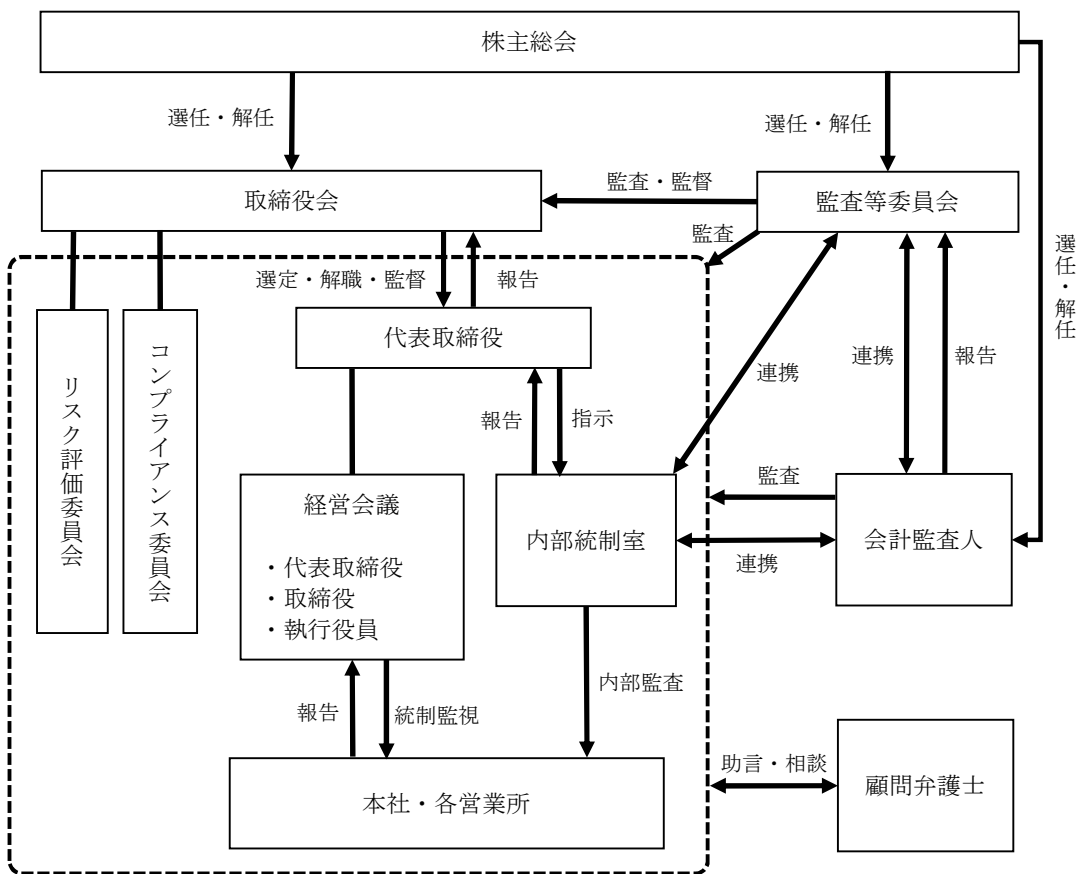 株主総会
選任・解任
選任・解任
選任・解任
取締役会
監査・監督
監査等委員会
監査
選定・解職・監督
報告
代表取締役
リスク評価委員会
コンプライアンス委員会
連携
連携
報告
報告
指示
経営会議
・代表取締役
・取締役
・執行役員
内部統制室
監査
連携
会計監査人
内部監査
報告
統制監視
本社・各営業所
助言・相談
顧問弁護士